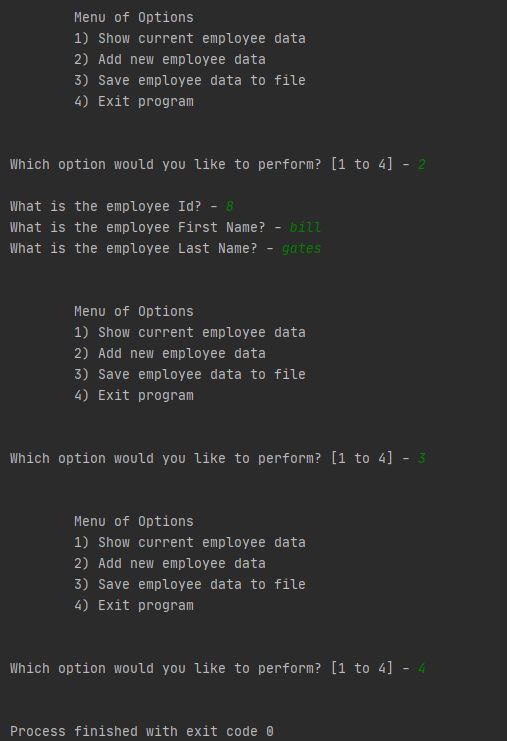 Menu of Options
1) Show current employee data
2) Add new employee data
3) Save employee data to file
4) Exit program
Which option would you like to perform? [1 to 4] - 2
What is the employee Id? - 8
What is the employee First Name? - bill
What is the employee Last Name? - gates
Menu of Options
1) Show current employee data
2) Add new employee data
3) Save employee data to file
4) Exit program
Which option would you like to perform? [1 to 4] - 3
Menu of Options
1) Show current employee data
2) Add new employee data
3) Save employee data to file
4) Exit program
Which option would you like to perform? [1 to 4] - 4
Process finished with exit code 0